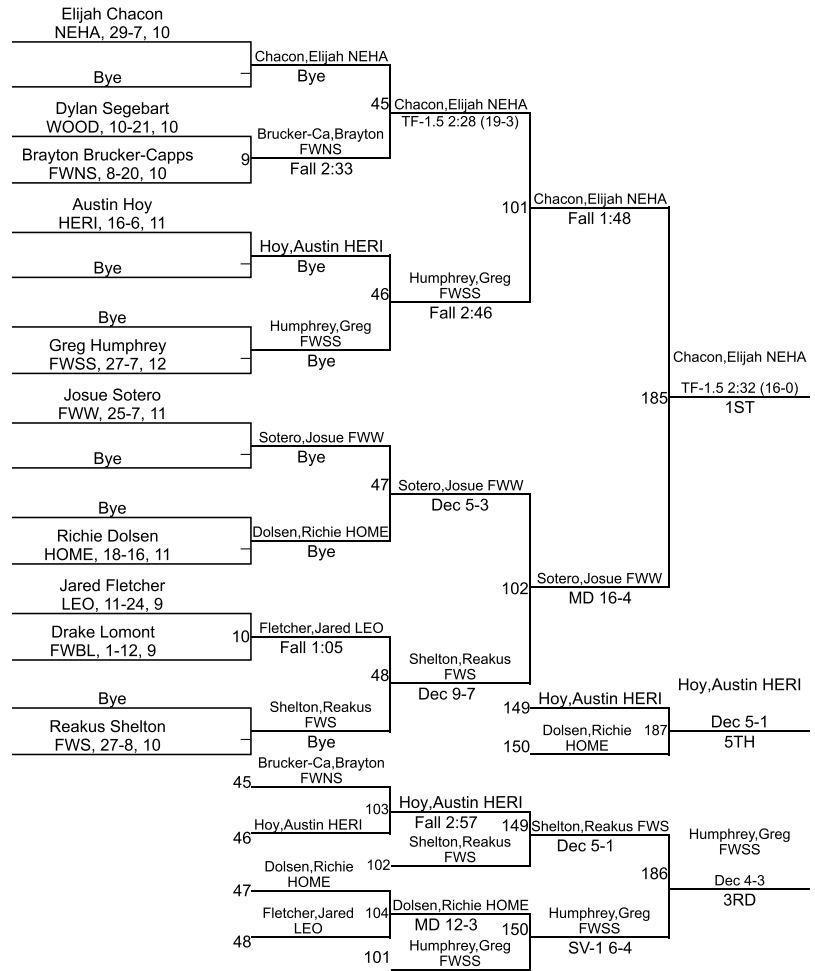 Elijah Chacon
NEHA, 29-7, 10
Chacon,Elijah NEHA
Bye
Bye
Dylan Segebart
WOOD, 10-21, 10
45
Chacon,Elijah NEHA
TF-1.5 2:28 (19-3)
Brucker-Ca,Brayton
FWNS
Brayton Brucker-Capps
FWNS, 8-20, 10
9
Fall 2:33
Austin Hoy
HERI, 16-6, 11
101
Chacon,Elijah NEHA
Fall 1:48
Hoy,Austin HERI
Bye
Bye
46
Humphrey,Greg
FWSS
Fall 2:46
Bye
Humphrey,Greg
FWSS
Greg Humphrey
FWSS, 27-7, 12
Bye
Chacon,Elijah NEHA
185
TF-1.5 2:32 (16-0)
1ST
Josue Sotero
FWW, 25-7, 11
Sotero,Josue FWW
Bye
Bye
47
Sotero,Josue FWW
Dec 5-3
Bye
Dolsen,Richie HOME
Richie Dolsen
HOME, 18-16, 11
Bye
102
Sotero,Josue FWW
MD 16-4
Jared Fletcher
LEO, 11-24, 9
Fletcher,Jared LEO
Drake Lomont
FWBL, 1-12, 9
10
Fall 1:05
48
Shelton,Reakus
FWS
Dec 9-7
Bye
Shelton,Reakus
FWS
Reakus Shelton
FWS, 27-8, 10
Bye
149
Hoy,Austin HERI
Hoy,Austin HERI
150
Dolsen,Richie
HOME
187
Dec 5-1
5TH
45
Brucker-Ca,Brayton
FWNS
103
Hoy,Austin HERI
Fall 2:57
46
Hoy,Austin HERI
149
Shelton,Reakus FWS
Dec 5-1
102
Shelton,Reakus
FWS
47
Dolsen,Richie
HOME
186
Humphrey,Greg
FWSS
Dec 4-3
3RD
104
Dolsen,Richie HOME
MD 12-3
48
Fletcher,Jared
LEO
150
Humphrey,Greg
FWSS
SV-1 6-4
101
Humphrey,Greg
FWSS